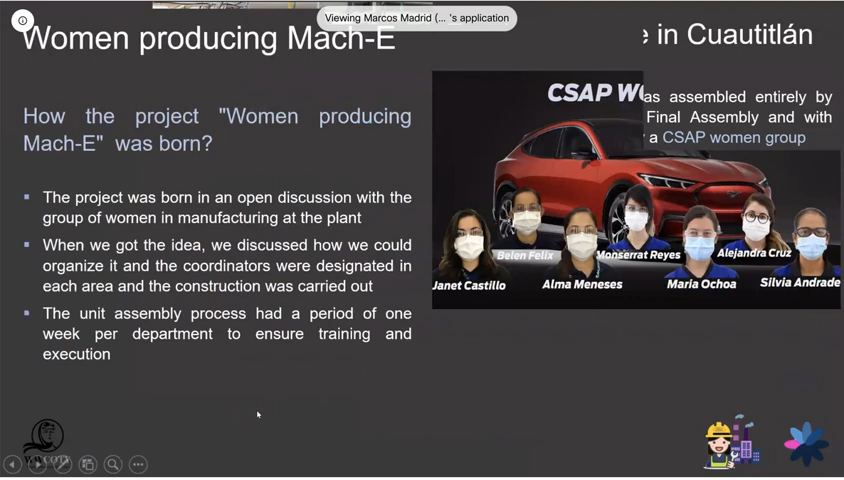 Viewing Marcos Madrid (... 's application
Women producing Mach-E
e in Cuautitlán
How the project "Women producing
Mach-E" was born?
The project was born in an open discussion with the
group of women in manufacturing at the plant
When we got the idea, we discussed how we could
organize it and the coordinators were designated in
each area and the construction was carried out
The unit assembly process had a period of one
week per department to ensure training and
execution
as assembled entirely by
Final Assembly and with
a CSAP women group
CSAP
Belen Felix
Monserrat Reyes
Alejandra Cruz
Janet Castillo
Alma Meneses
Maria Ochoa
Silvia Andrade